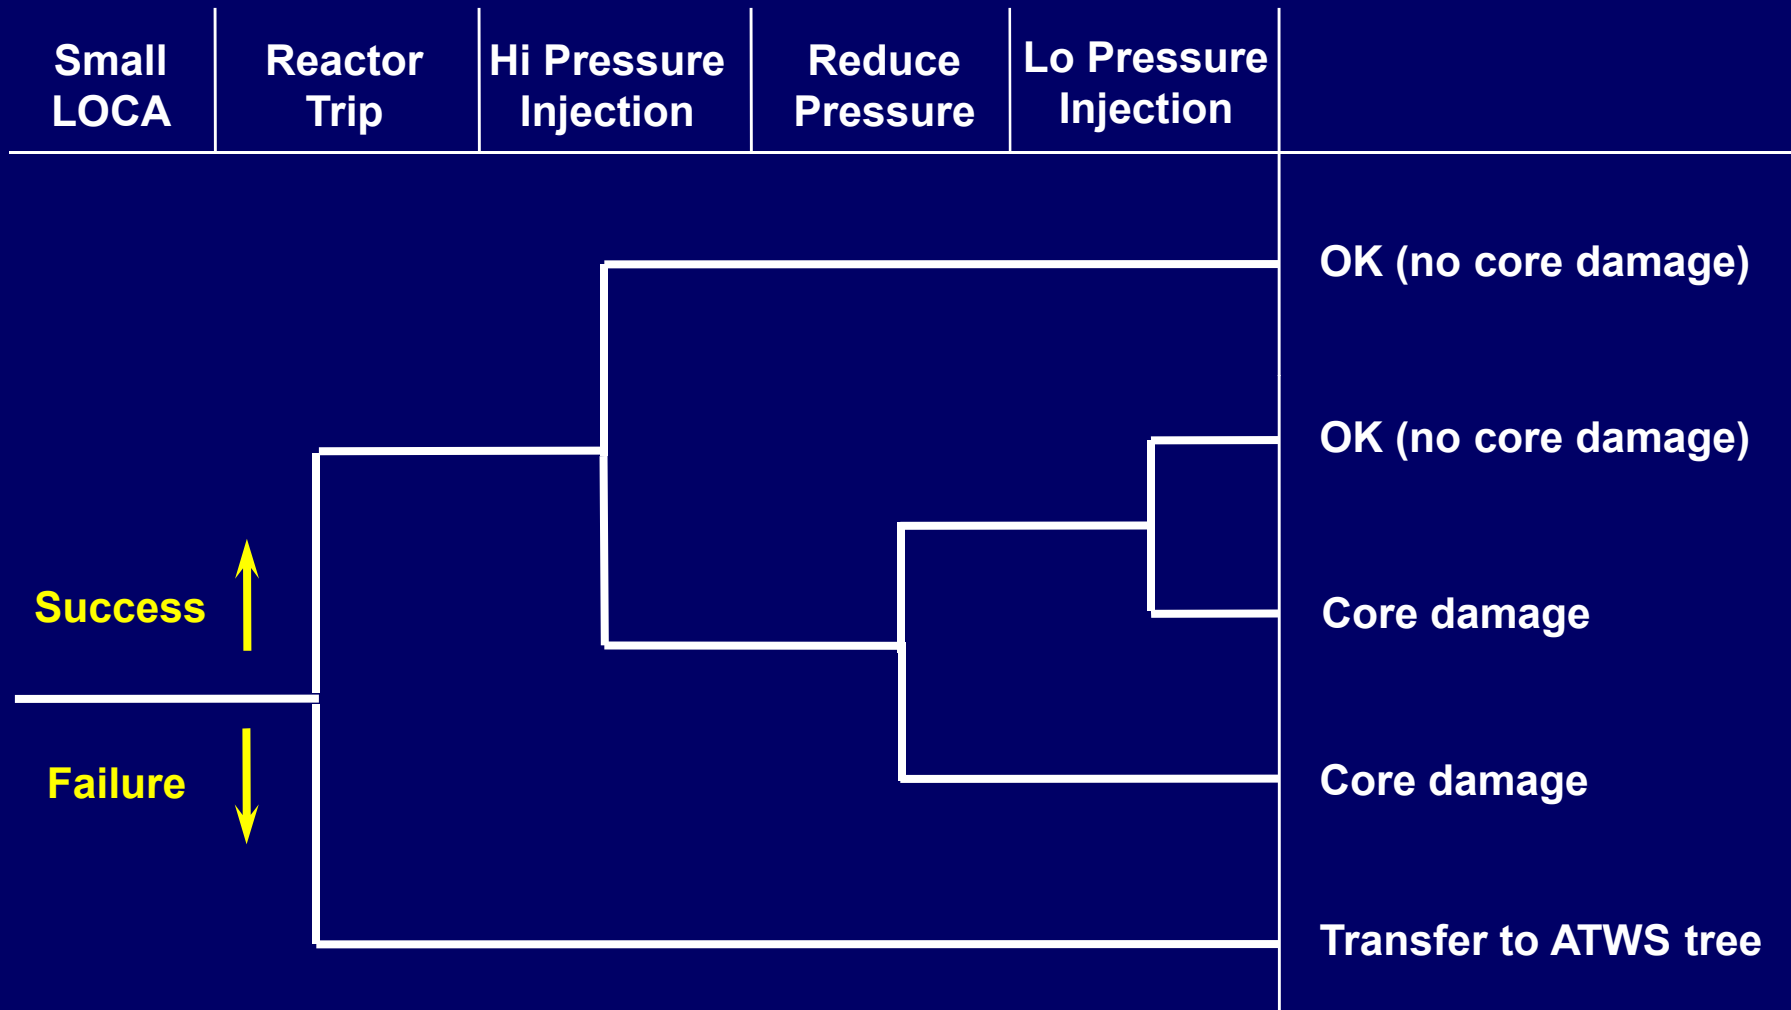 Small
LOCA
Reactor
Trip
Hi Pressure
Injection
Reduce
Pressure
Lo Pressure
Injection
OK (no core damage)
OK (no core damage)
Success
Core damage
Failure
Core damage
Transfer to ATWS tree